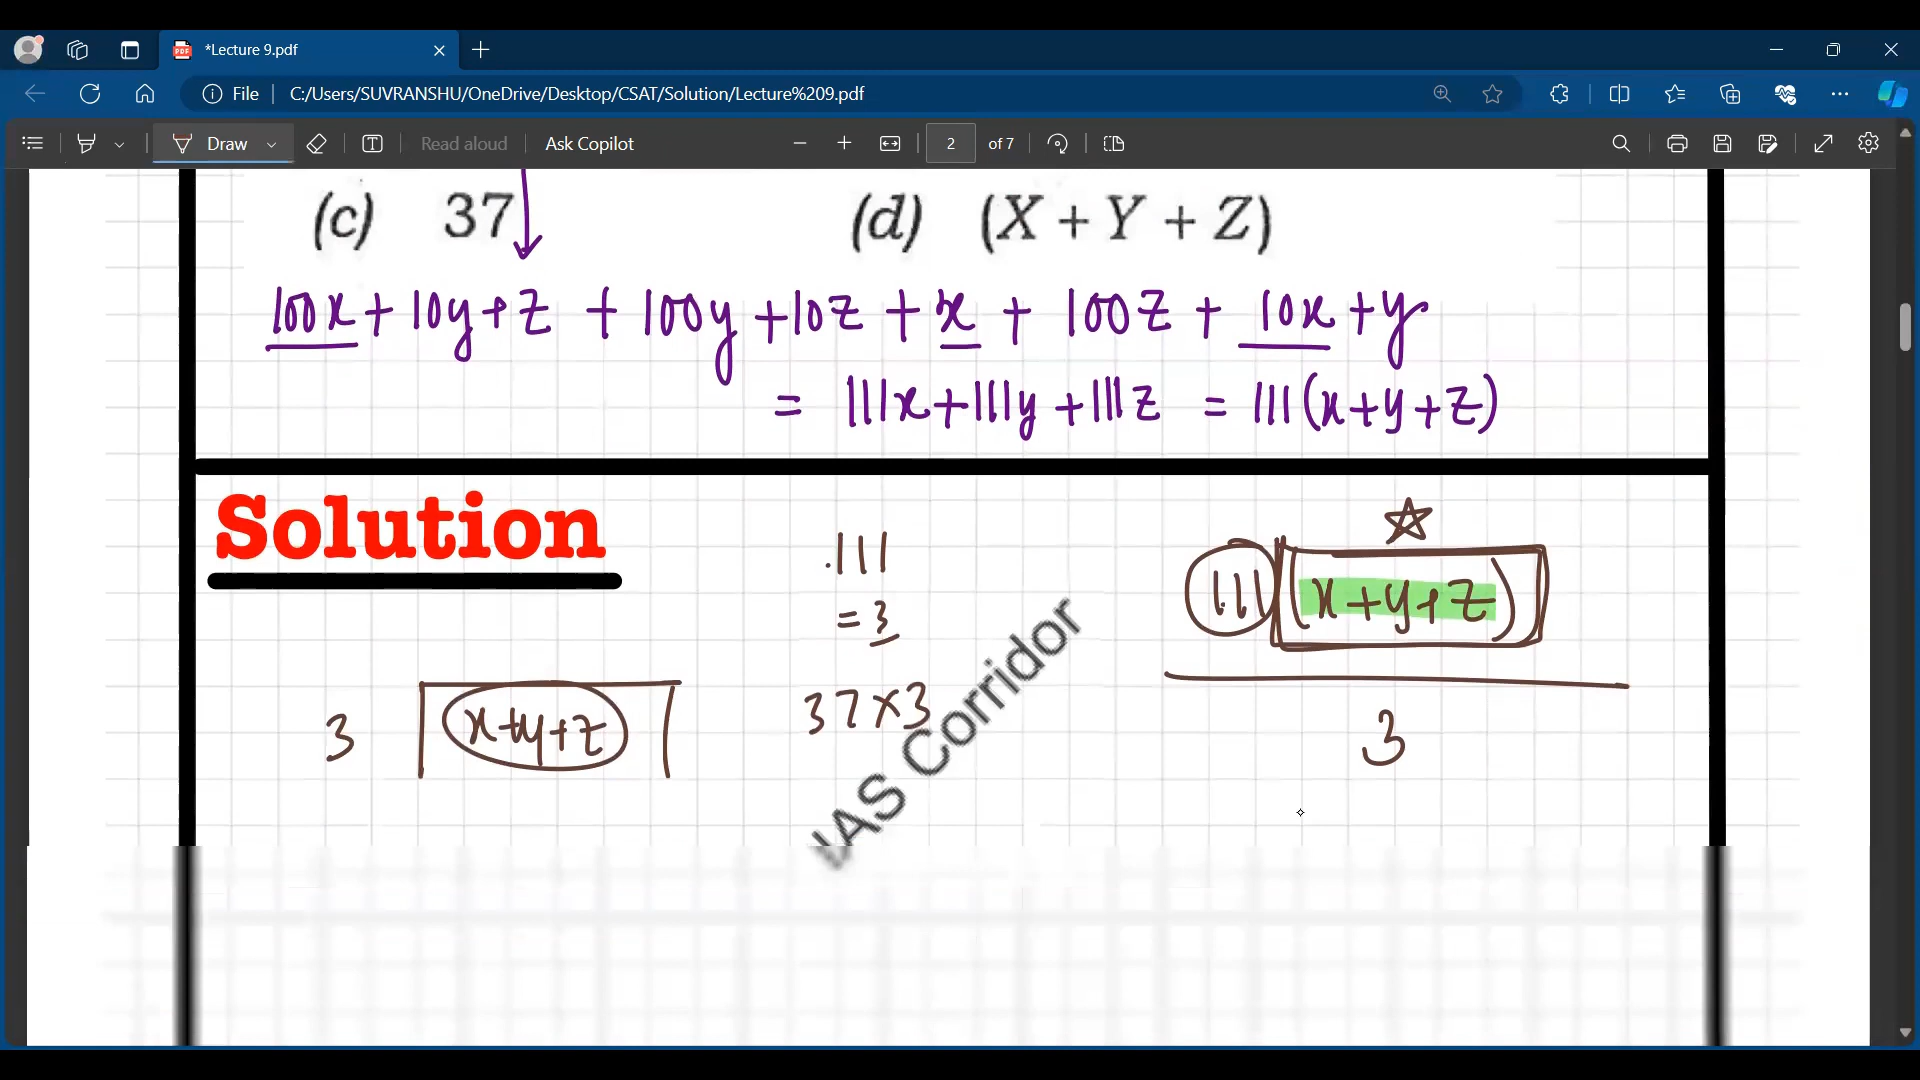 *Lecture 9.pdf
File C:/Users/SUVRANSHU/OneDrive/Desktop/CSAT/Solution/Lecture%209.pdf
Draw Read aloud Ask Copilot 2 of 7
(c) 37 (d) (X + Y + Z)
100x + 10y + z + 100y + 10z + x + 100z + 10x + y
= 111x + 111y + 111z = 111(x+y+z)
Solution
111
= 3
37 x 3
3 x+y+z
111 (x+y+z)
3
IAS Corridor